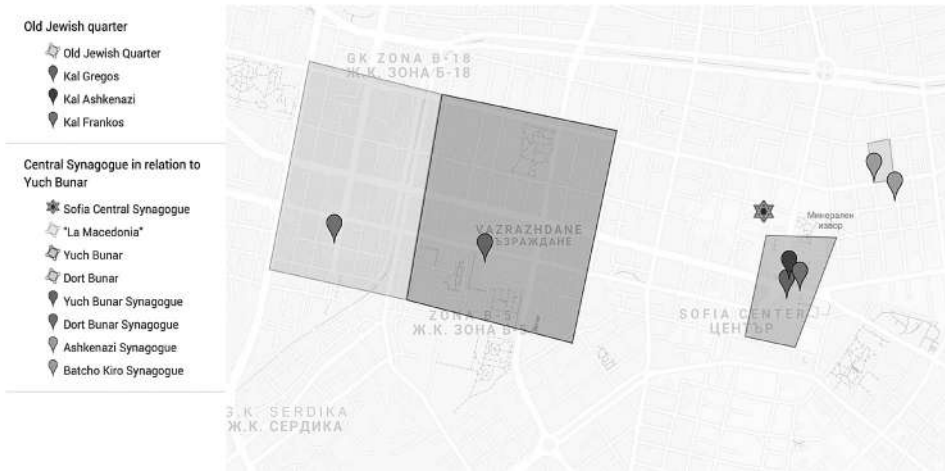 Old Jewish quarter
Old Jewish Quarter
Kal Gregos
Kal Ashkenazi
Kal Frankos
Central Synagogue in relation to
Yuch Bunar
Sofia Central Synagogue
"La Macedonia"
Yuch Bunar
Dort Bunar
Yuch Bunar Synagogue
Dort Bunar Synagogue
Ashkenazi Synagogue
Batcho Kiro Synagogue
GK ZONA B-18
Ж.К. ЗОНА Б-18
VAZRAZHDANE
ВЪЗРАЖДАНЕ
Минерален
извор
ZONA B-5
Ж.К. ЗОНА Б-5
SOFIA CENTER
ЦЕНТЪР
Ж.К. SERDIKA
Ж.К. СЕРДИКА